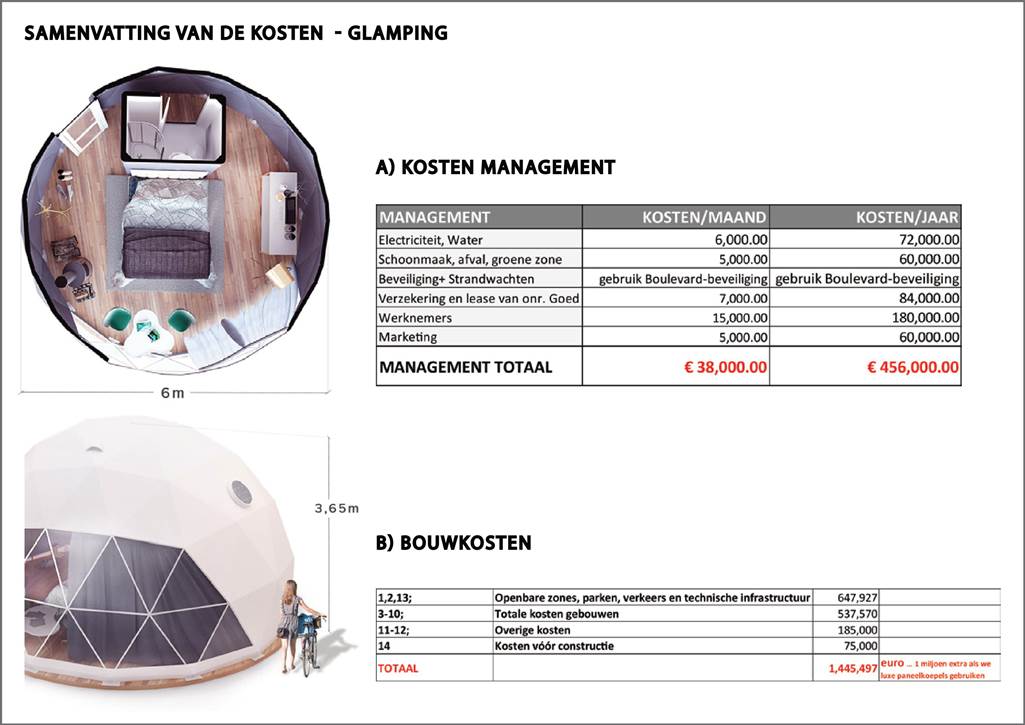 SAMENVATTING VAN DE KOSTEN - GLAMPING
6m
3,65m
A) KOSTEN MANAGEMENT
MANAGEMENT KOSTEN/MAAND KOSTEN/JAAR
Electriciteit, Water 6,000.00 72,000.00
Schoonmaak, afval, groene zone 5,000.00 60,000.00
Beveiliging+ Strandwachten gebruik Boulevard-beveiliging gebruik Boulevard-beveiliging
Verzekering en lease van onr. Goed 7,000.00 84,000.00
Werknemers 15,000.00 180,000.00
Marketing 5,000.00 60,000.00
MANAGEMENT TOTAAL € 38,000.00 € 456,000.00
B) BOUWKOSTEN
1,2,13; Openbare zones, parken, verkeers en technische infrastructuur 647,927
3-10; Totale kosten gebouwen 537,570
11-12; Overige kosten 185,000
14 Kosten vóór constructie 75,000
TOTAAL 1,445,497 euro ... 1 miljoen extra als we
luxe paneelkoepels gebruiken